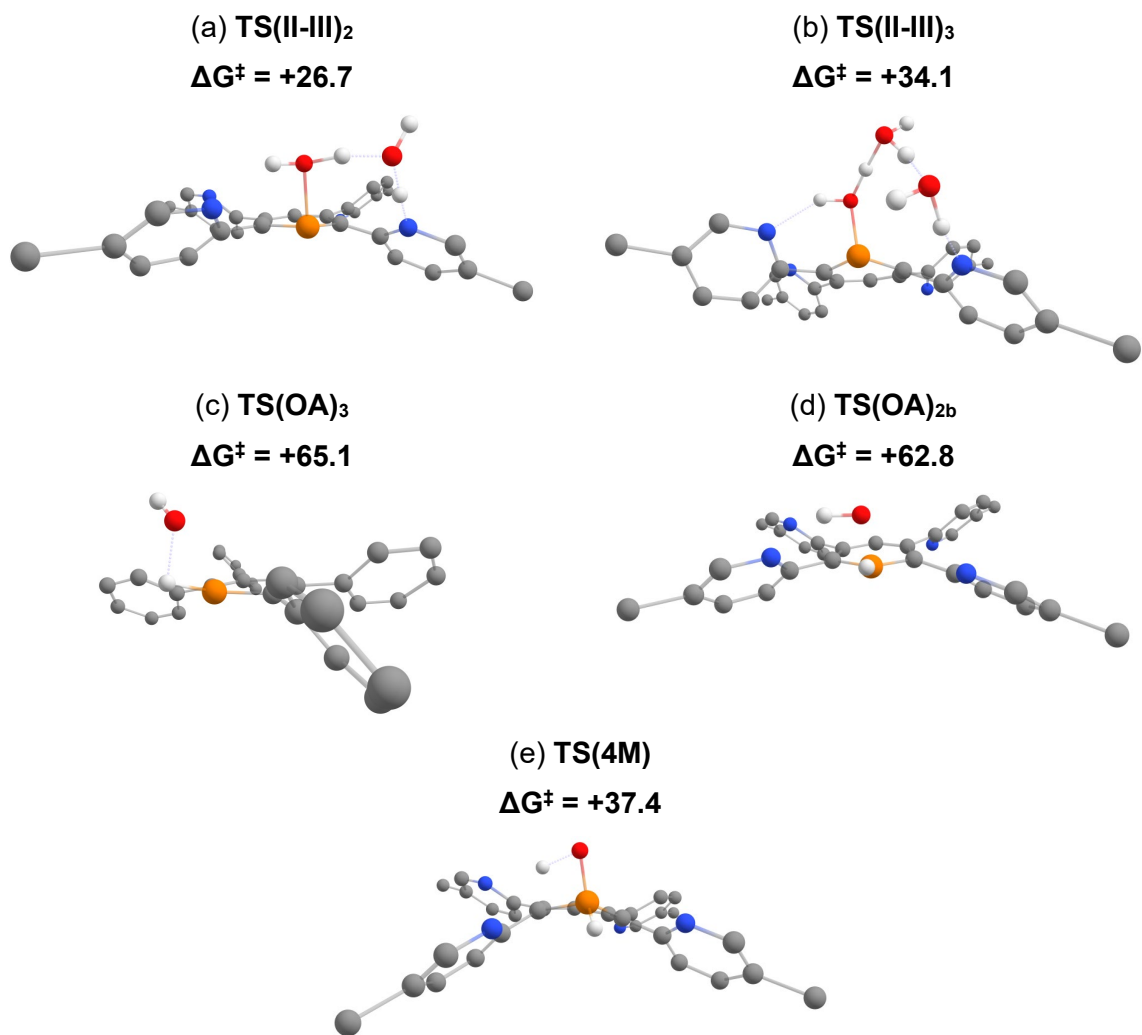 (a) TS(II-III)₂
ΔG‡ = +26.7
(b) TS(II-III)₃
ΔG‡ = +34.1
(c) TS(OA)₃
ΔG‡ = +65.1
(d) TS(OA)₂b
ΔG‡ = +62.8
(e) TS(4M)
ΔG‡ = +37.4